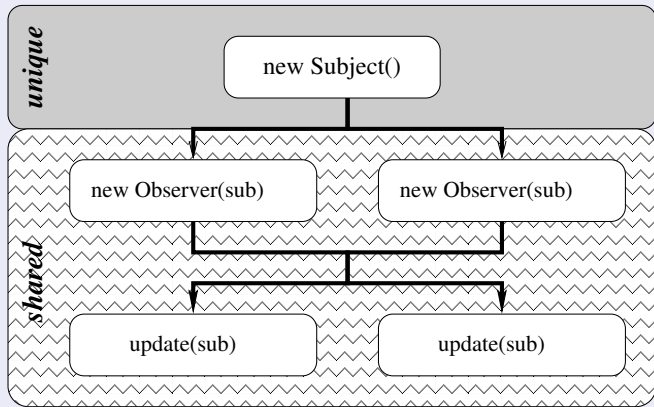 unique
new Subject()
shared
new Observer(sub)
new Observer(sub)
update(sub)
update(sub)